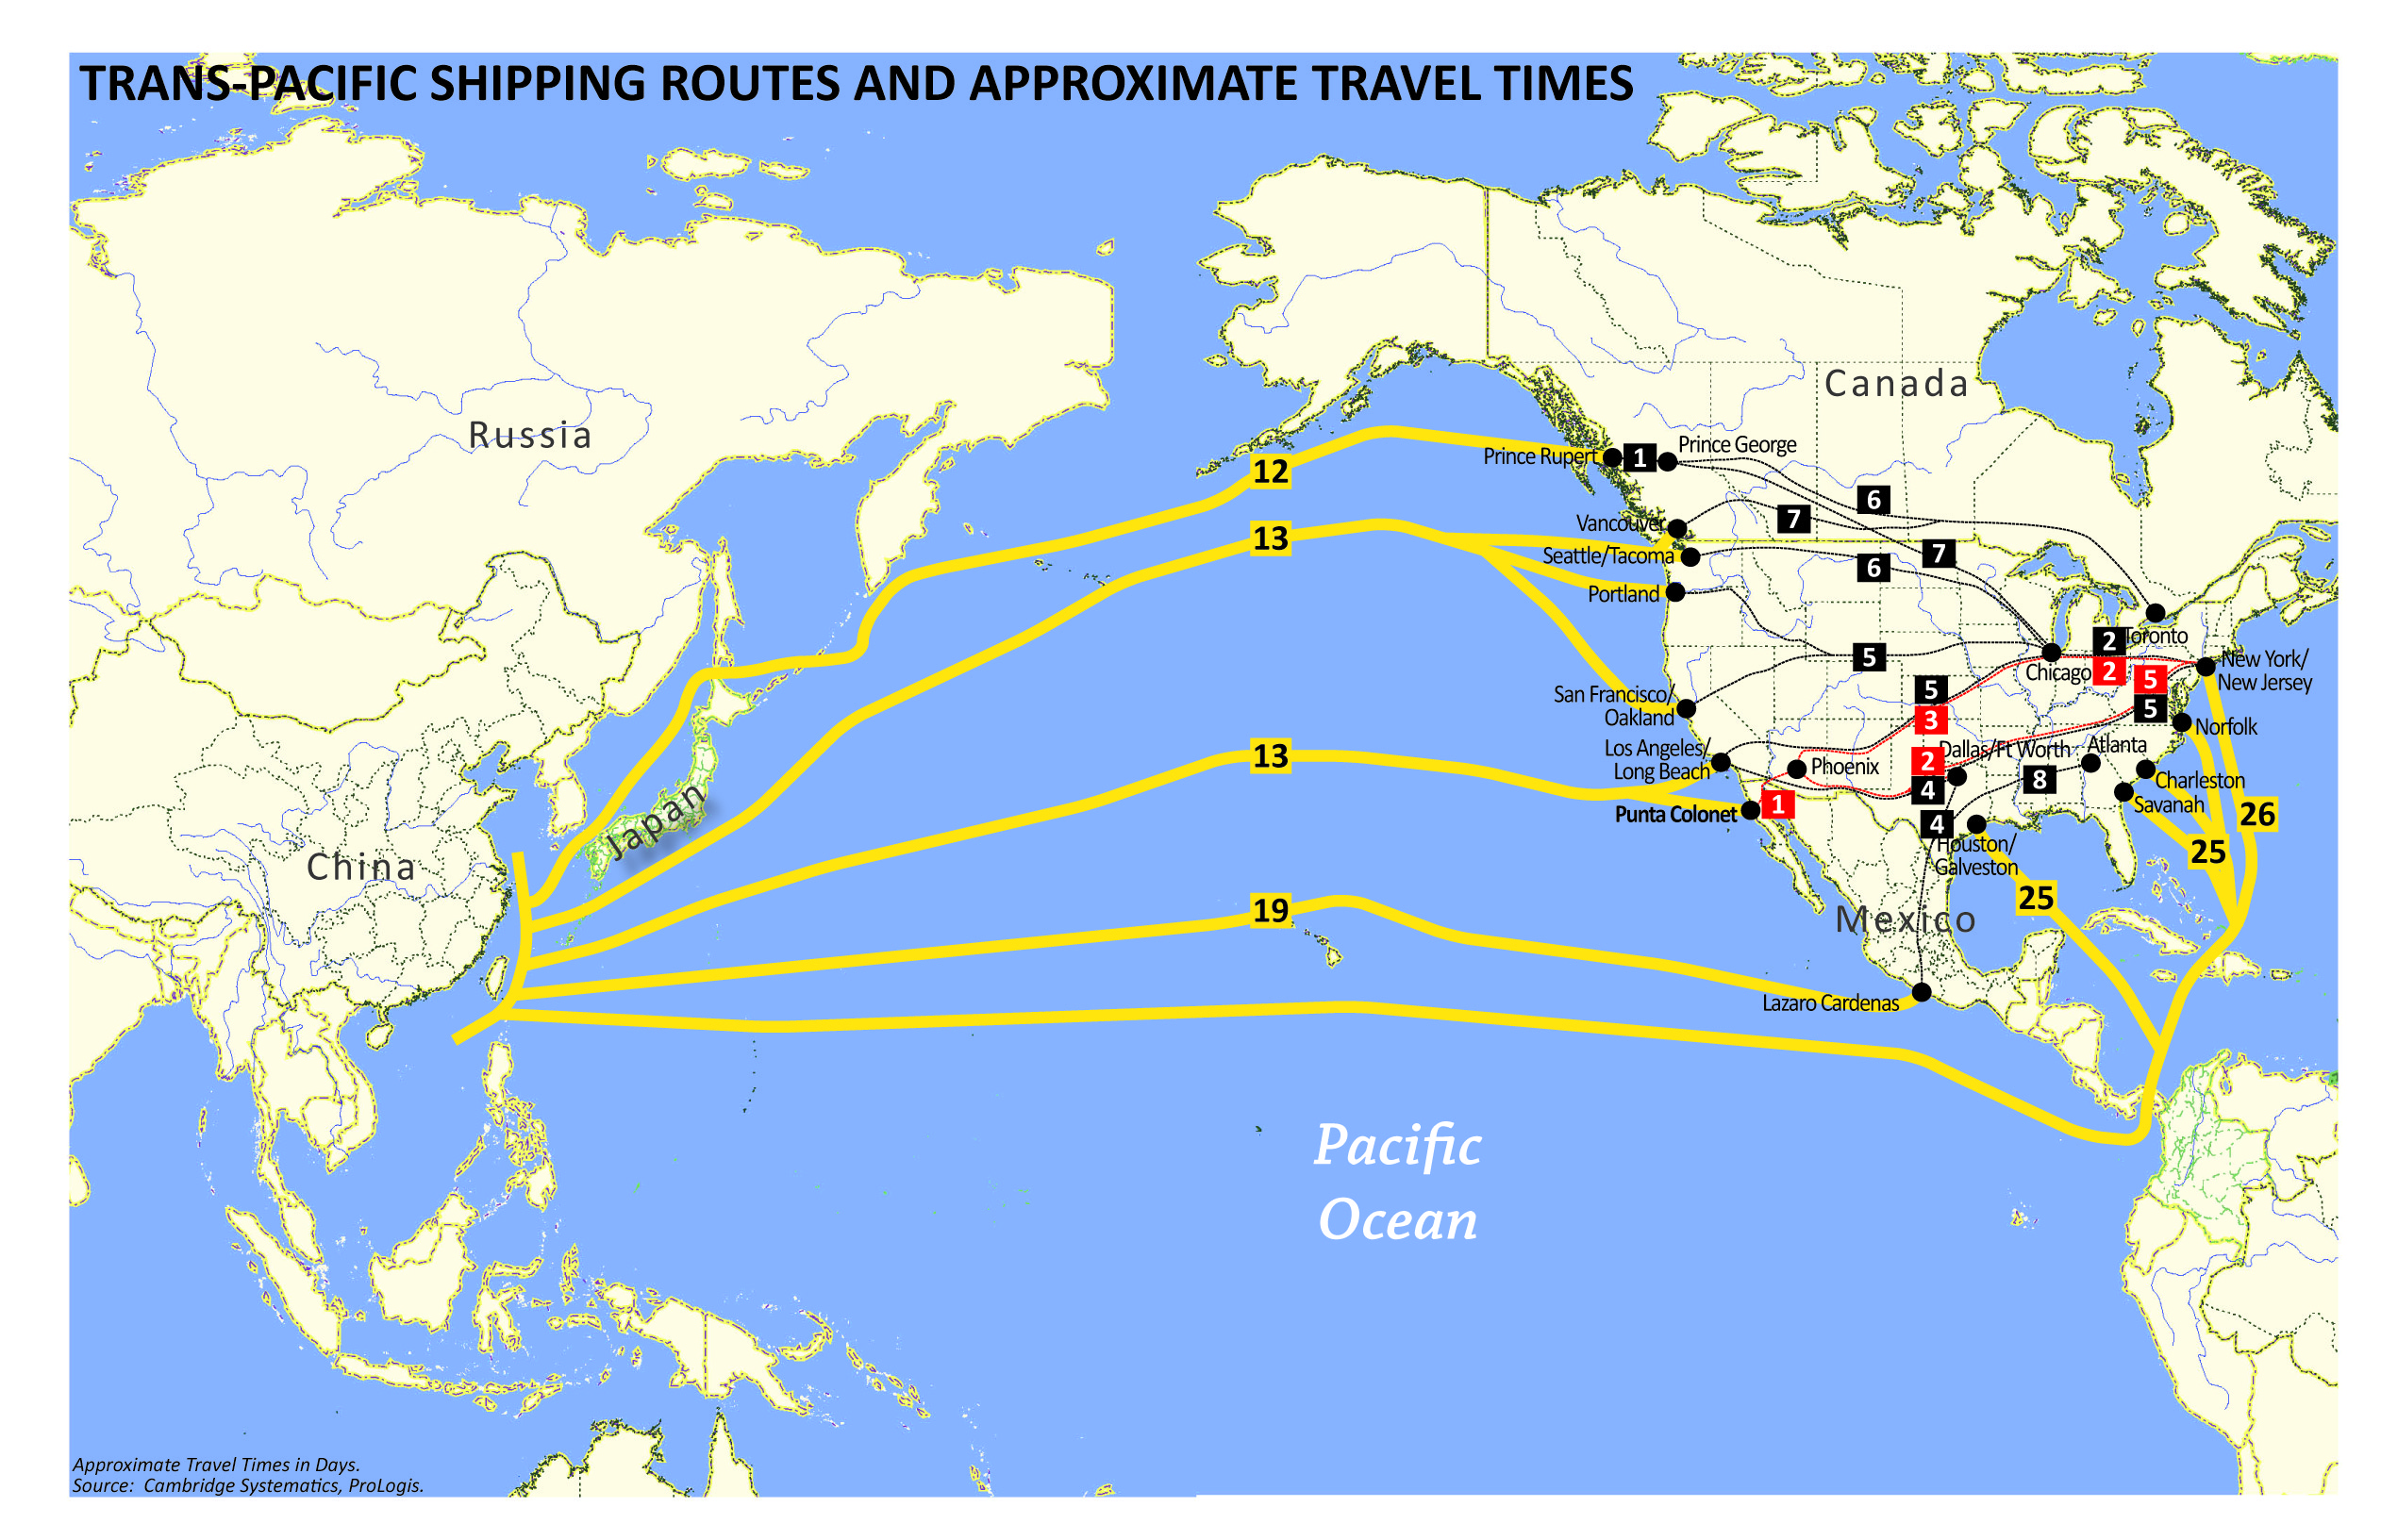 TRANS-PACIFIC SHIPPING ROUTES AND APPROXIMATE TRAVEL TIMES
Canada
Russia
Prince George
Prince Rupert
1
12
6
Vancouver
7
13
Seattle/Tacoma
7
6
Portland
Toronto
2
5
Chicago
2
New York/
New Jersey
5
5
San Francisco/
Oakland
5
3
Norfolk
Los Angeles/
Long Beach
13
Phoenix
2
Dallas/Ft Worth
Atlanta
4
8
Charleston
Savanah
Punta Colonet
1
26
4
Houston/
Galveston
25
Japan
China
25
19
Mexico
Lazaro Cardenas
Pacific
Ocean
Approximate Travel Times in Days.
Source: Cambridge Systematics, ProLogis.